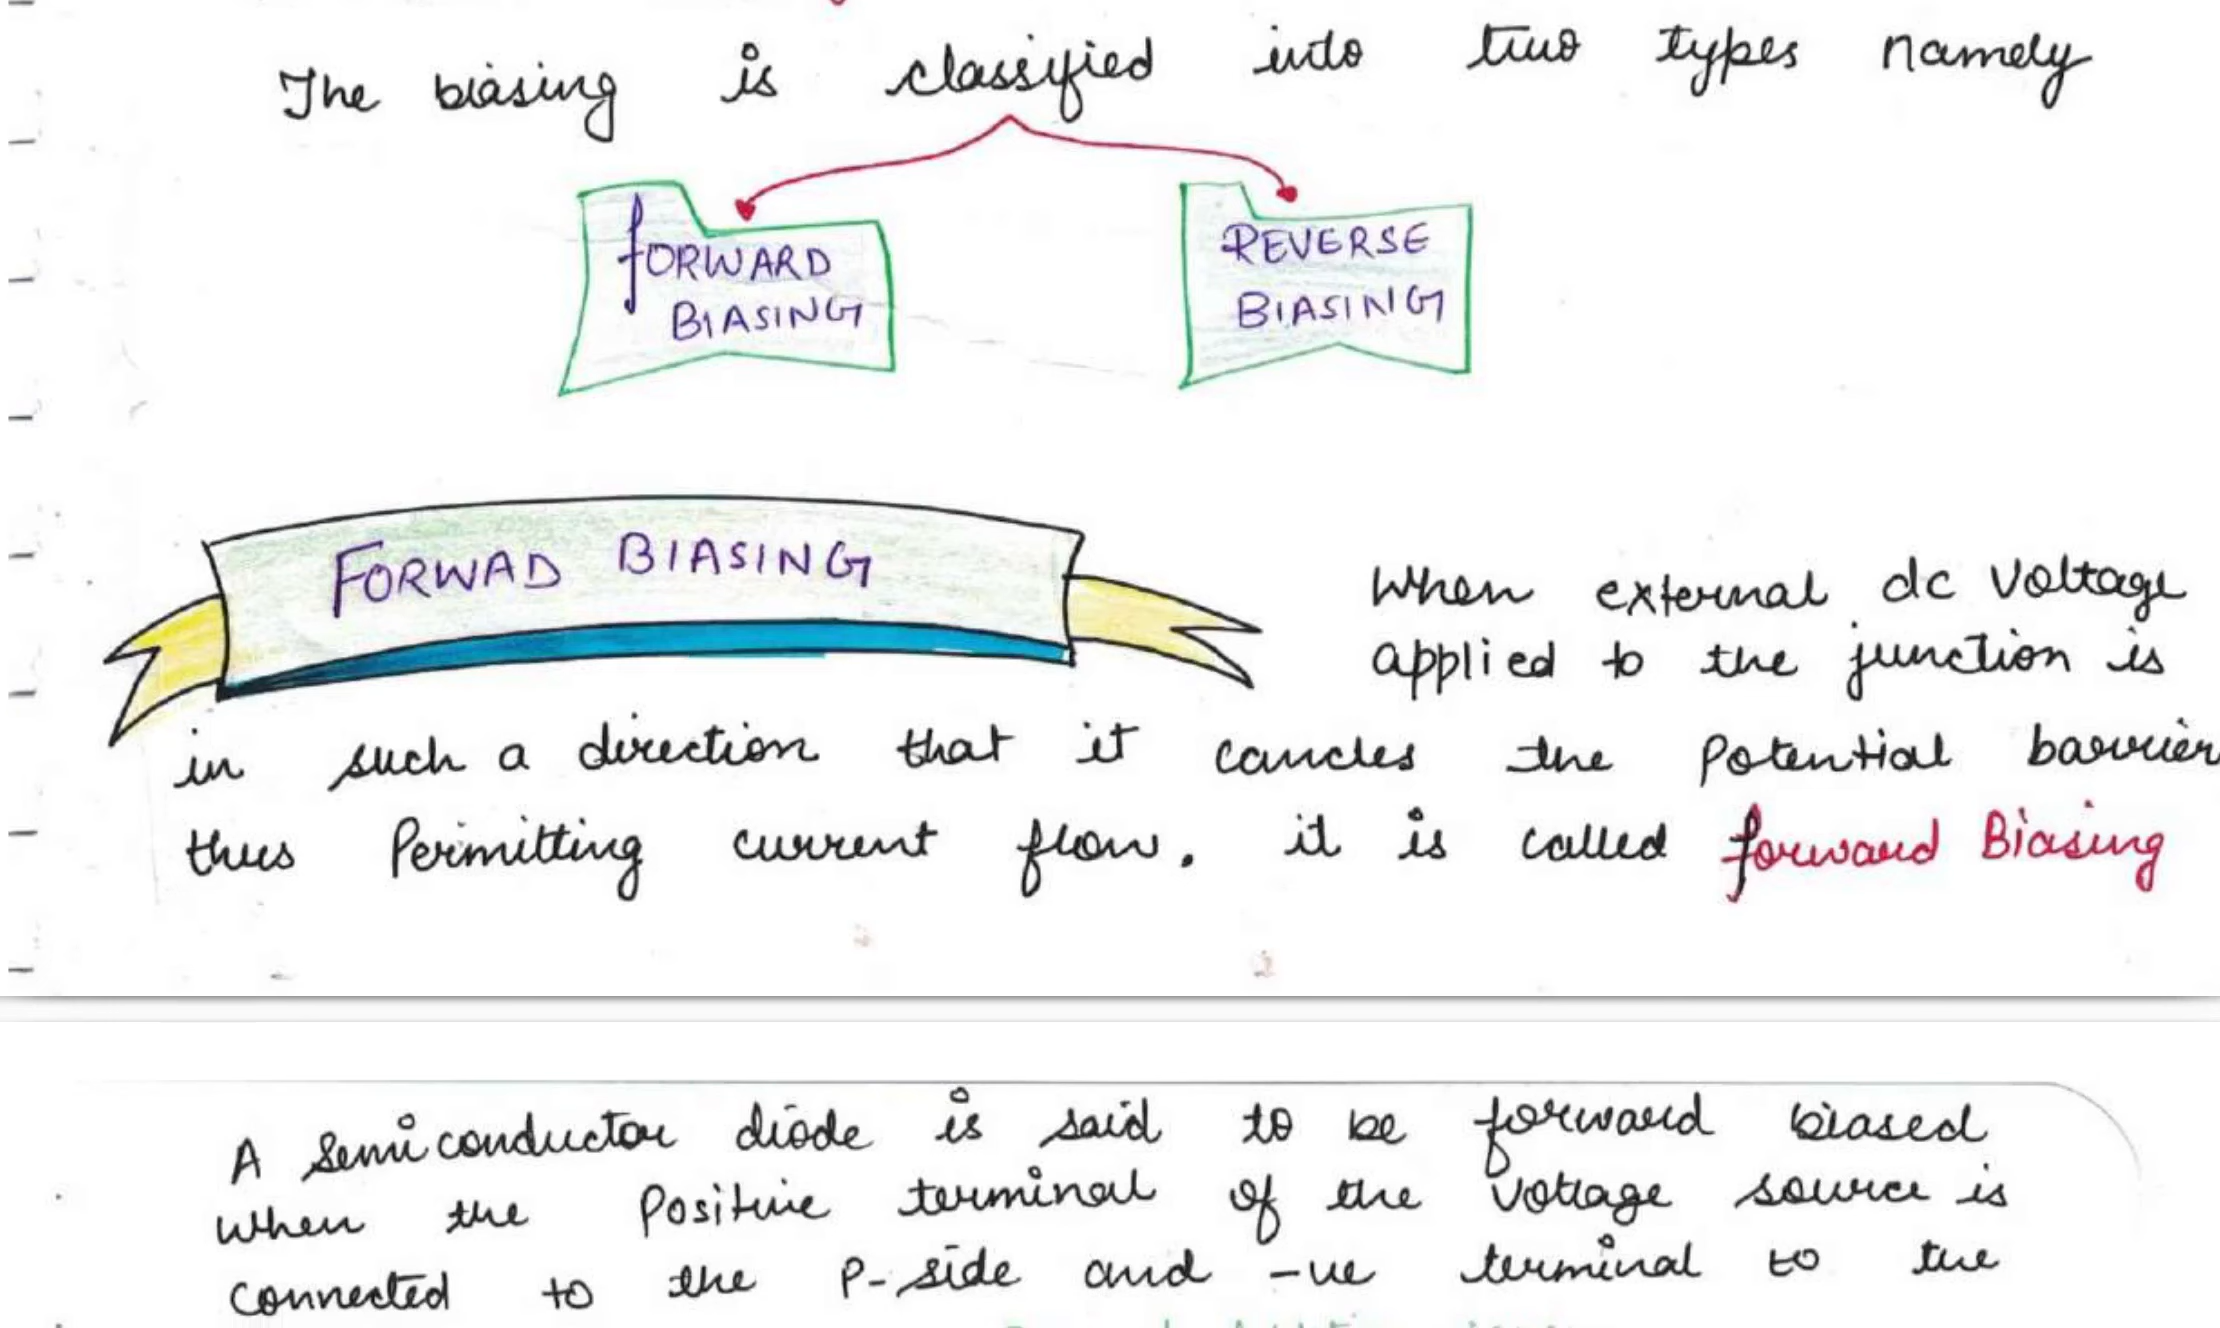 The biasing is classified into two types namely
FORWARD
BIASING
REVERSE
BIASING
FORWAD BIASING
When external dc voltage
applied to the junction is
in such a direction that it cancles the Potential barrier
thus Permitting current flow. it is called forward Biasing
A Semiconductor diode is said to be forward biased
when the Positive terminal of the voltage source is
connected to the P-side and -ve terminal to the